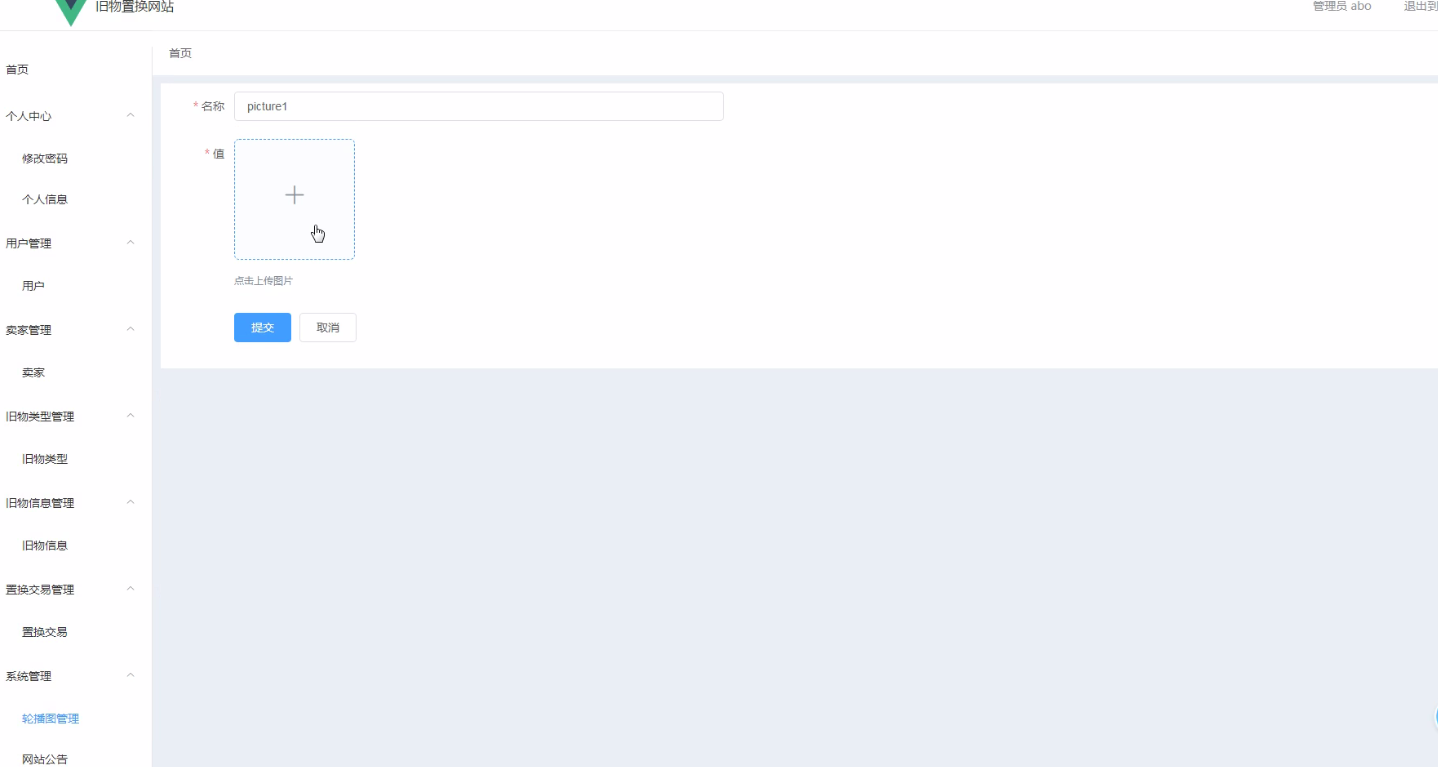 旧物置换网站
管理员 abo
退出到
首页
首页
个人中心
修改密码
个人信息
用户管理
用户
卖家管理
卖家
旧物类型管理
旧物类型
旧物信息管理
旧物信息
置换交易管理
置换交易
系统管理
轮播图管理
网站公告
* 名称
picture1
* 值
点击上传图片
提交
取消